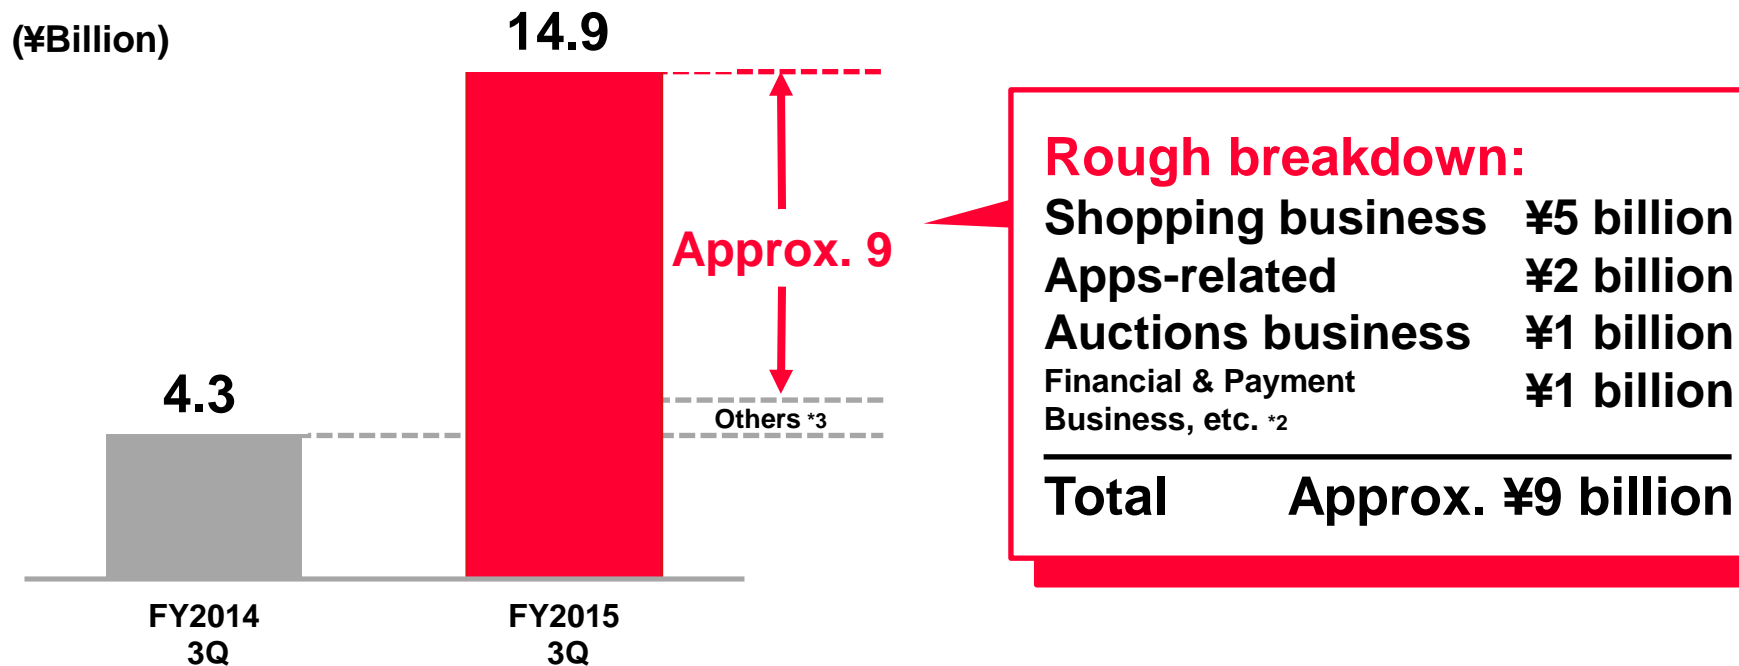 (¥Billion)
14.9
4.3
Approx. 9
Others *3
FY2014
3Q
FY2015
3Q
Rough breakdown:
Shopping business ¥5 billion
Apps-related ¥2 billion
Auctions business ¥1 billion
Financial & Payment
Business, etc. *2 ¥1 billion
Total Approx. ¥9 billion